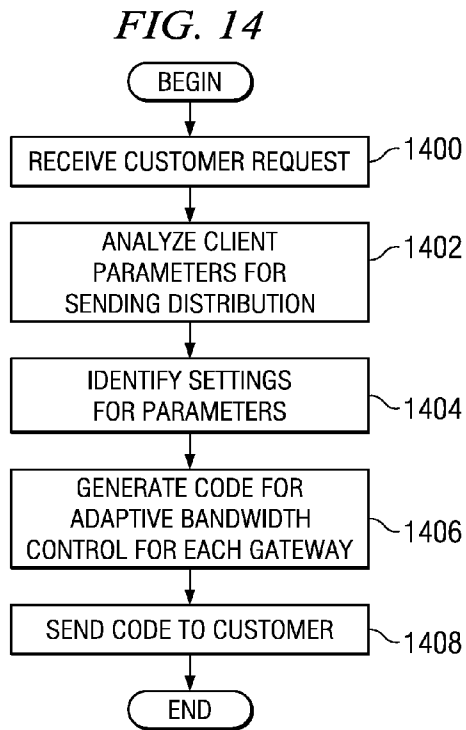 FIG. 14
BEGIN
RECEIVE CUSTOMER REQUEST
1400
ANALYZE CLIENT
PARAMETERS FOR
SENDING DISTRIBUTION
1402
IDENTIFY SETTINGS
FOR PARAMETERS
1404
GENERATE CODE FOR
ADAPTIVE BANDWIDTH
CONTROL FOR EACH GATEWAY
1406
SEND CODE TO CUSTOMER
1408
END